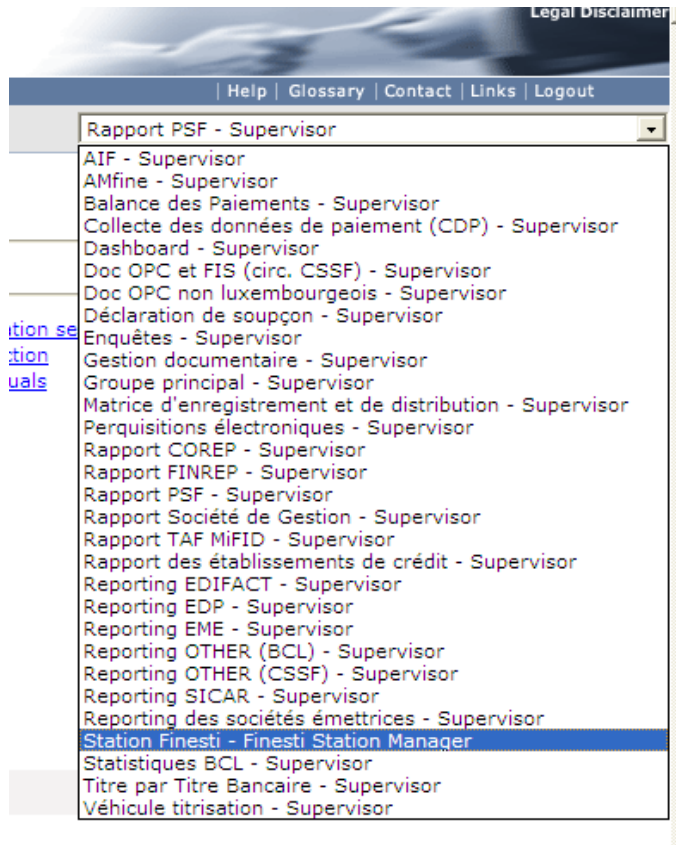 Legal Disclaimer
| Help | Glossary | Contact | Links | Logout
Rapport PSF - Supervisor
AIF - Supervisor
AMfine - Supervisor
Balance des Paiements - Supervisor
Collecte des données de paiement (CDP) - Supervisor
Dashboard - Supervisor
Doc OPC et FIS (circ. CSSF) - Supervisor
Doc OPC non luxembourgeois - Supervisor
Déclaration de soupçon - Supervisor
ation se
Enquêtes - Supervisor
ction
Gestion documentaire - Supervisor
uals
Groupe principal - Supervisor
Matrice d'enregistrement et de distribution - Supervisor
Perquisitions électroniques - Supervisor
Rapport COREP - Supervisor
Rapport FINREP - Supervisor
Rapport PSF - Supervisor
Rapport Société de Gestion - Supervisor
Rapport TAF MiFID - Supervisor
Rapport des établissements de crédit - Supervisor
Reporting EDIFACT - Supervisor
Reporting EDP - Supervisor
Reporting EME - Supervisor
Reporting OTHER (BCL) - Supervisor
Reporting OTHER (CSSF) - Supervisor
Reporting SICAR - Supervisor
Reporting des sociétés émettrices - Supervisor
Station Finesti - Finesti Station Manager
Statistiques BCL - Supervisor
Titre par Titre Bancaire - Supervisor
Véhicule titrisation - Supervisor